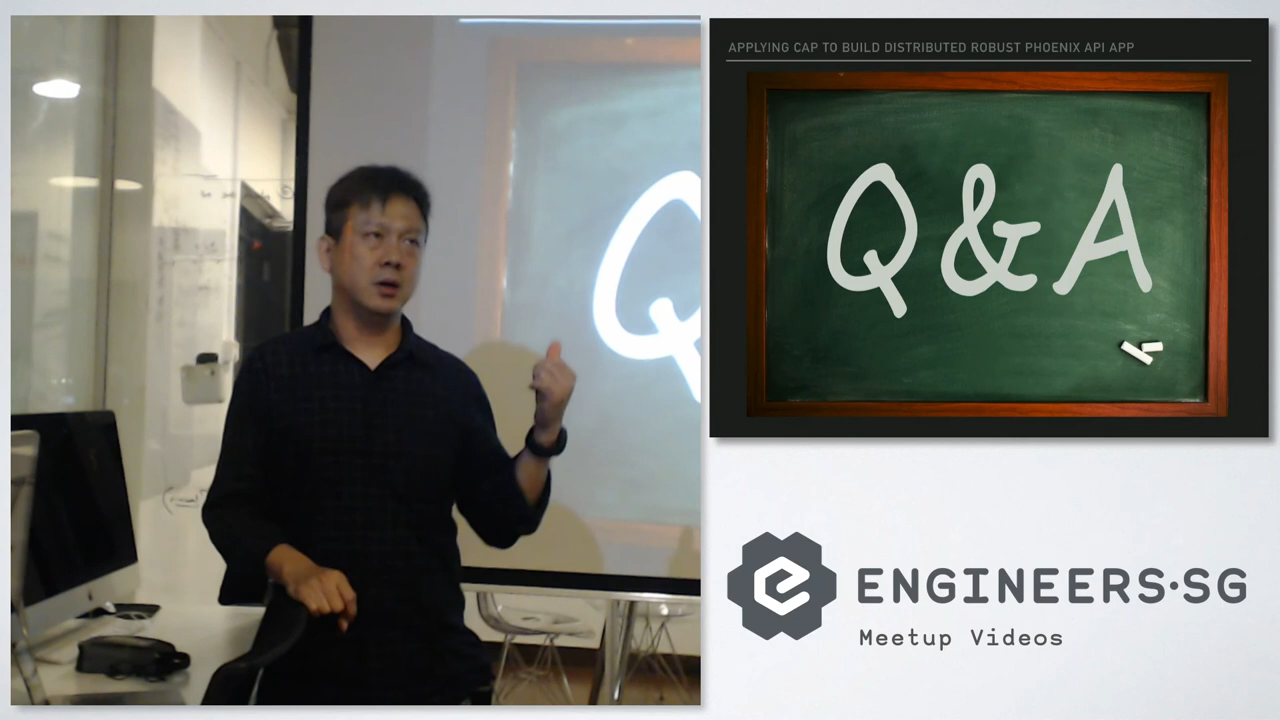 APPLYING CAP TO BUILD DISTRIBUTED ROBUST PHOENIX API APP
Q & A
Q
ENGINEERS·SG
Meetup Videos